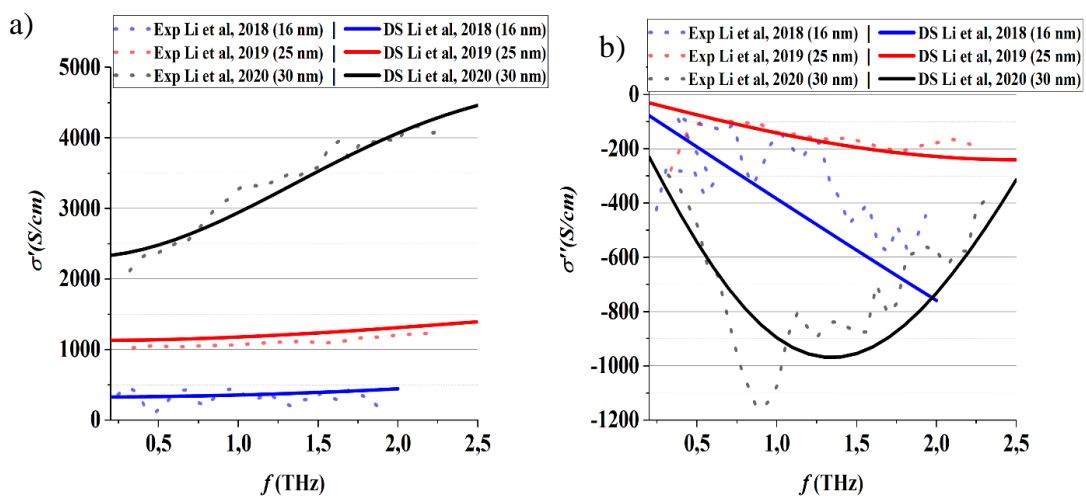 a)
Exp Li et al, 2018 (16 nm) | DS Li et al, 2018 (16 nm)
Exp Li et al, 2019 (25 nm) | DS Li et al, 2019 (25 nm)
Exp Li et al, 2020 (30 nm) | DS Li et al, 2020 (30 nm)
5000
4000
3000
2000
1000
0
σ'(S/cm)
0,5
1,0
1,5
2,0
2,5
f (THz)
b)
Exp Li et al, 2018 (16 nm) | DS Li et al, 2018 (16 nm)
Exp Li et al, 2019 (25 nm) | DS Li et al, 2019 (25 nm)
Exp Li et al, 2020 (30 nm) | DS Li et al, 2020 (30 nm)
0
-200
-400
-600
-800
-1000
-1200
σ''(S/cm)
0,5
1,0
1,5
2,0
2,5
f (THz)